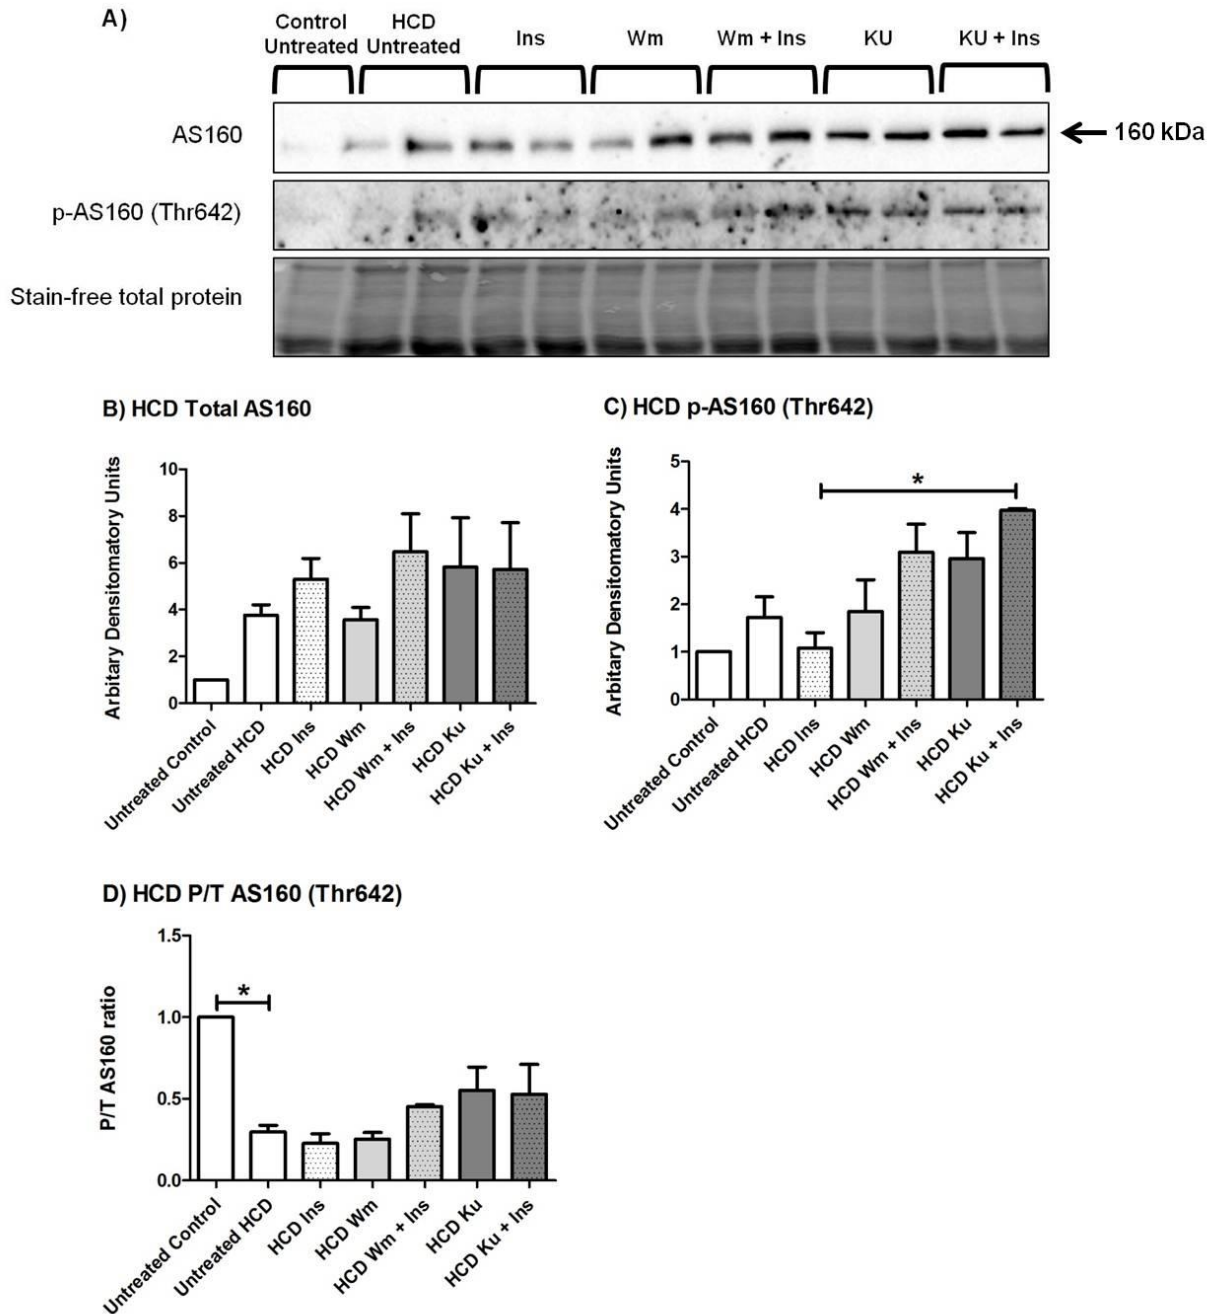 A)
Control
Untreated
HCD
Untreated
Ins
Wm
Wm + Ins
KU
KU + Ins
AS160
160 kDa
p-AS160 (Thr642)
Stain-free total protein
B) HCD Total AS160
Arbitary Densitomatory Units
10
8
6
4
2
0
Untreated Control
Untreated HCD
HCD Ins
HCD Wm
HCD Wm + Ins
HCD Ku
HCD Ku + Ins
C) HCD p-AS160 (Thr642)
Arbitary Densitomatory Units
5
4
3
2
1
0
*
Untreated Control
Untreated HCD
HCD Ins
HCD Wm
HCD Wm + Ins
HCD Ku
HCD Ku + Ins
D) HCD P/T AS160 (Thr642)
P/T AS160 ratio
1.5
1.0
0.5
0.0
*
Untreated Control
Untreated HCD
HCD Ins
HCD Wm
HCD Wm + Ins
HCD Ku
HCD Ku + Ins